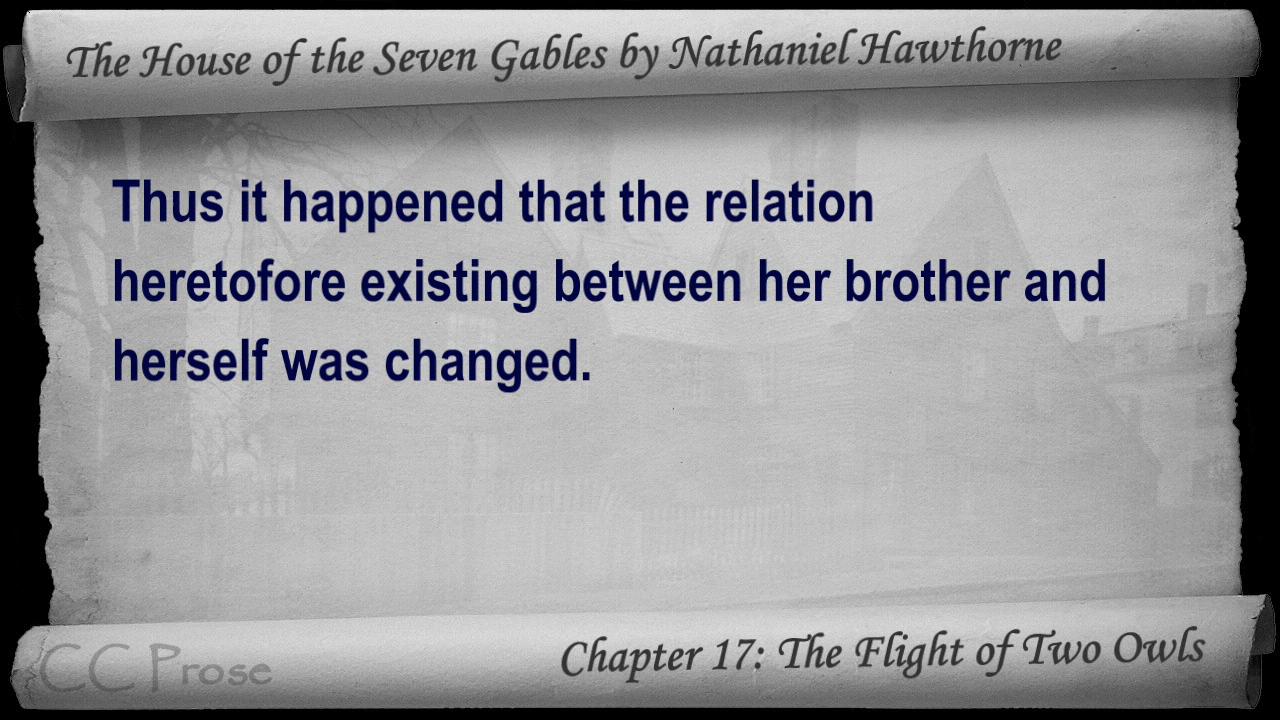 The House of the Seven Gables by Nathaniel Hawthorne
Thus it happened that the relation
heretofore existing between her brother and
herself was changed.
CC Prose
Chapter 17: The Flight of Two Owls